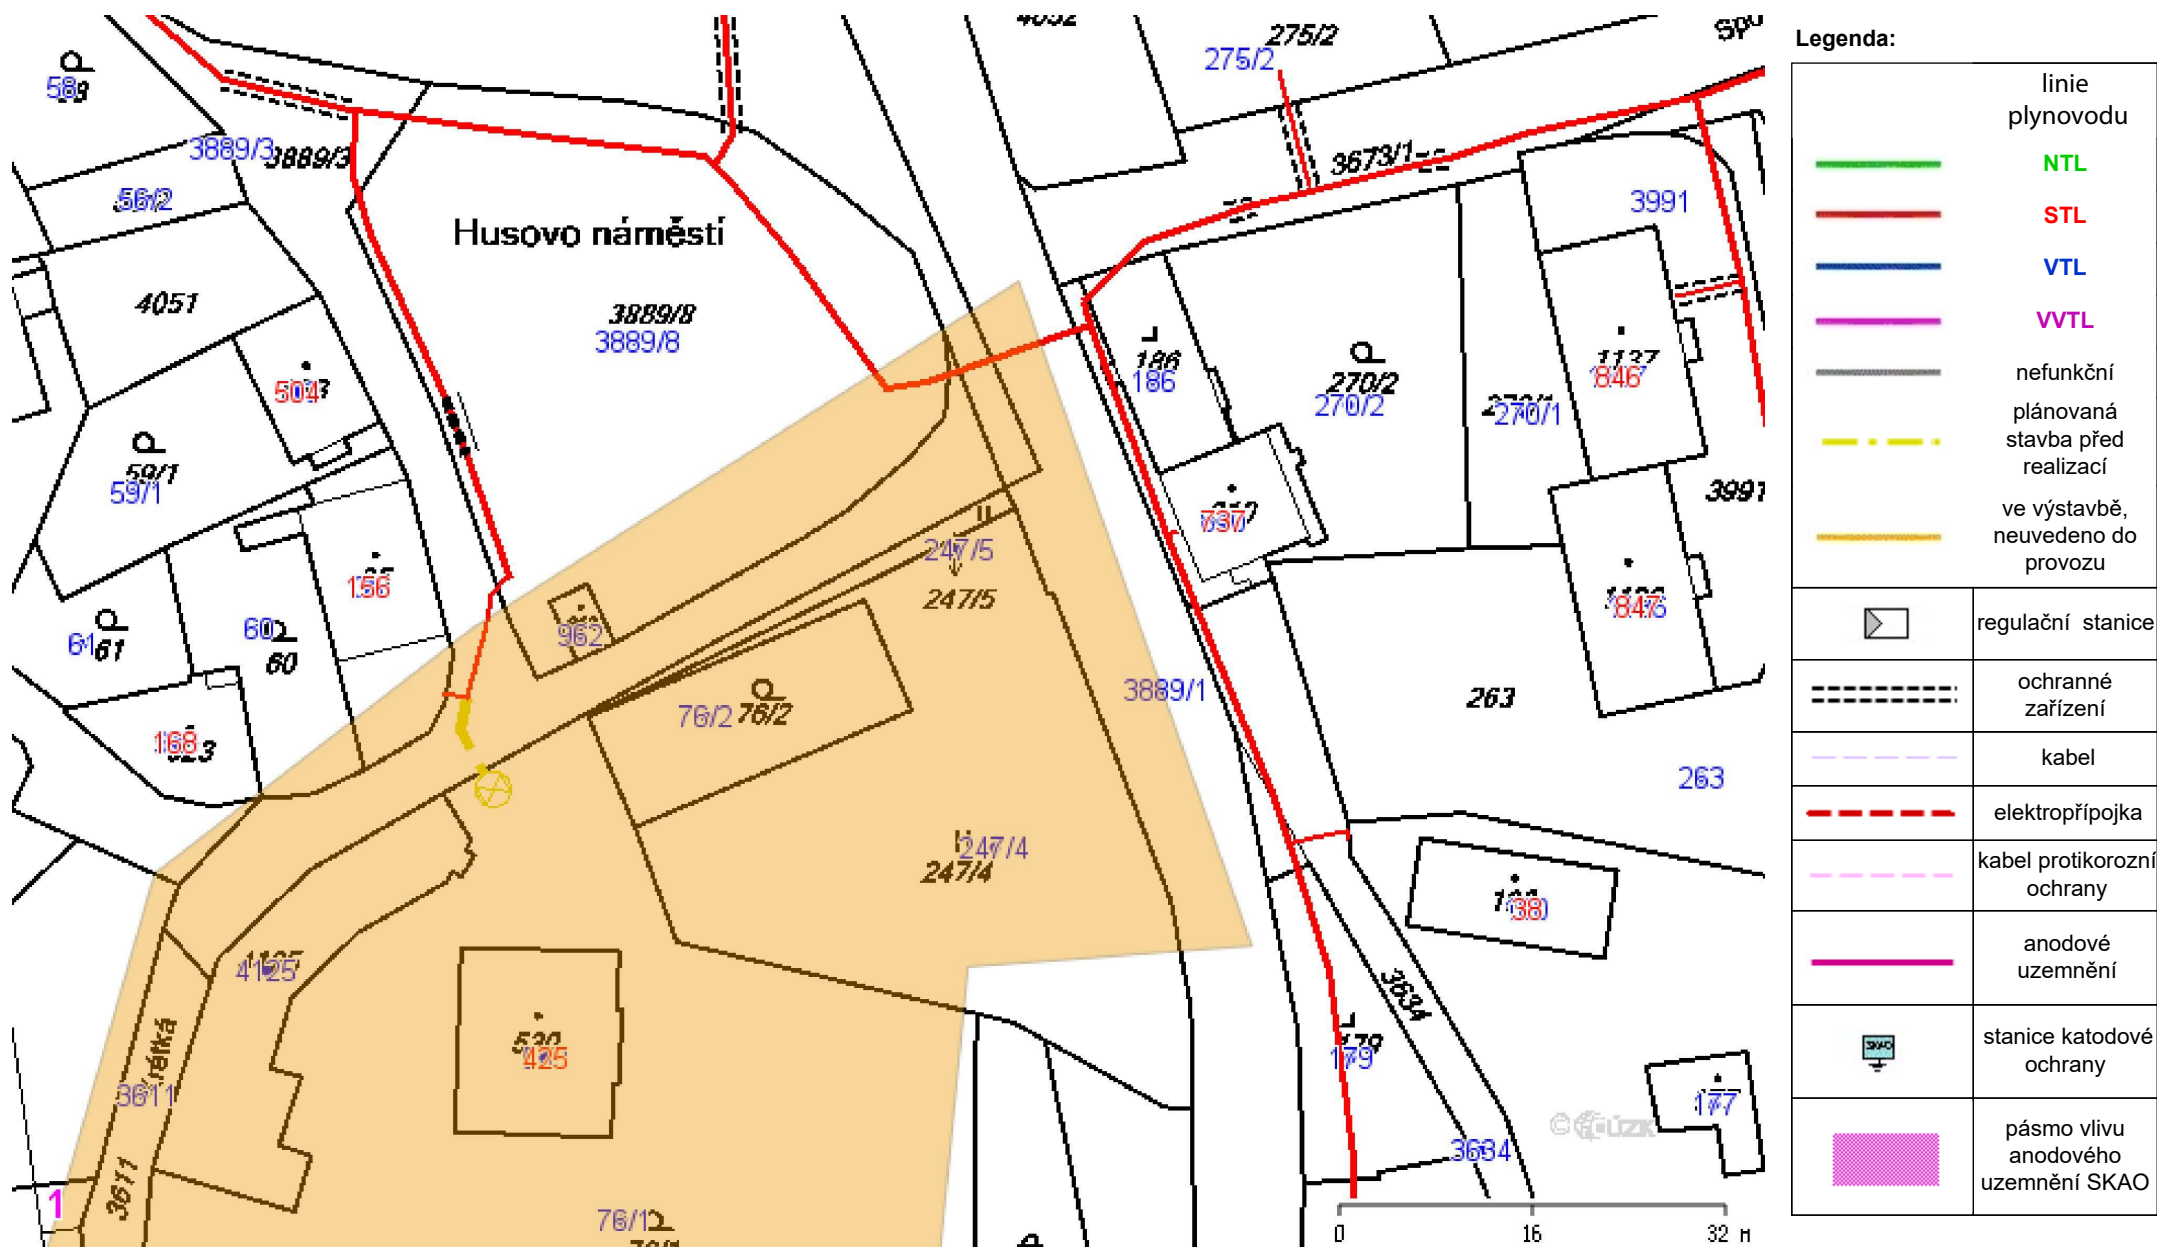 275/2
275/2
58
3889/3
3889/3
56/2
3673/1
3991
Husovo náměstí
4051
3889/8
3889/8
186
186
270/2
270/2
270/1
846
504
59/1
59/1
3991
737
247/5
247/5
156
847
61
61
60
60
962
3889/1
263
76/2
76/2
168
263
247/4
247/4
38
4125
3634
425
179
3611
177
3634
3611
1
76/1
0
16
32
Legenda:
linie
plynovodu
NTL
STL
VTL
VVTL
nefunkční
plánovaná
stavba před
realizací
ve výstavbě,
neuvedeno do
provozu
regulační stanice
ochranné
zařízení
kabel
elektropřípojka
kabel protikorozní
ochrany
anodové
uzemnění
stanice katodové
ochrany
pásmo vlivu
anodového
uzemnění SKAO